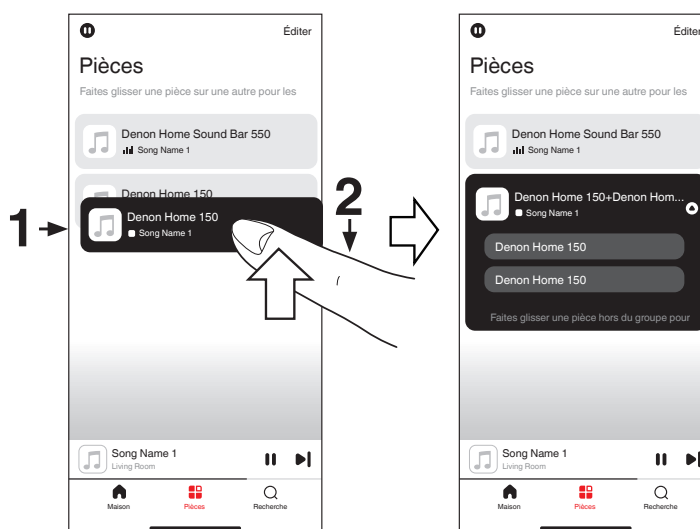 Éditer
Pièces
Faites glisser une pièce sur une autre pour les
Denon Home Sound Bar 550
Song Name 1
Denon Home 150
Denon Home 150
Song Name 1
1
2
Song Name 1
Living Room
Maison
Pièces
Recherche
Éditer
Pièces
Faites glisser une pièce sur une autre pour les
Denon Home Sound Bar 550
Song Name 1
Denon Home 150+Denon Hom...
Song Name 1
Denon Home 150
Denon Home 150
Faites glisser une pièce hors du groupe pour
Song Name 1
Living Room
Maison
Pièces
Recherche